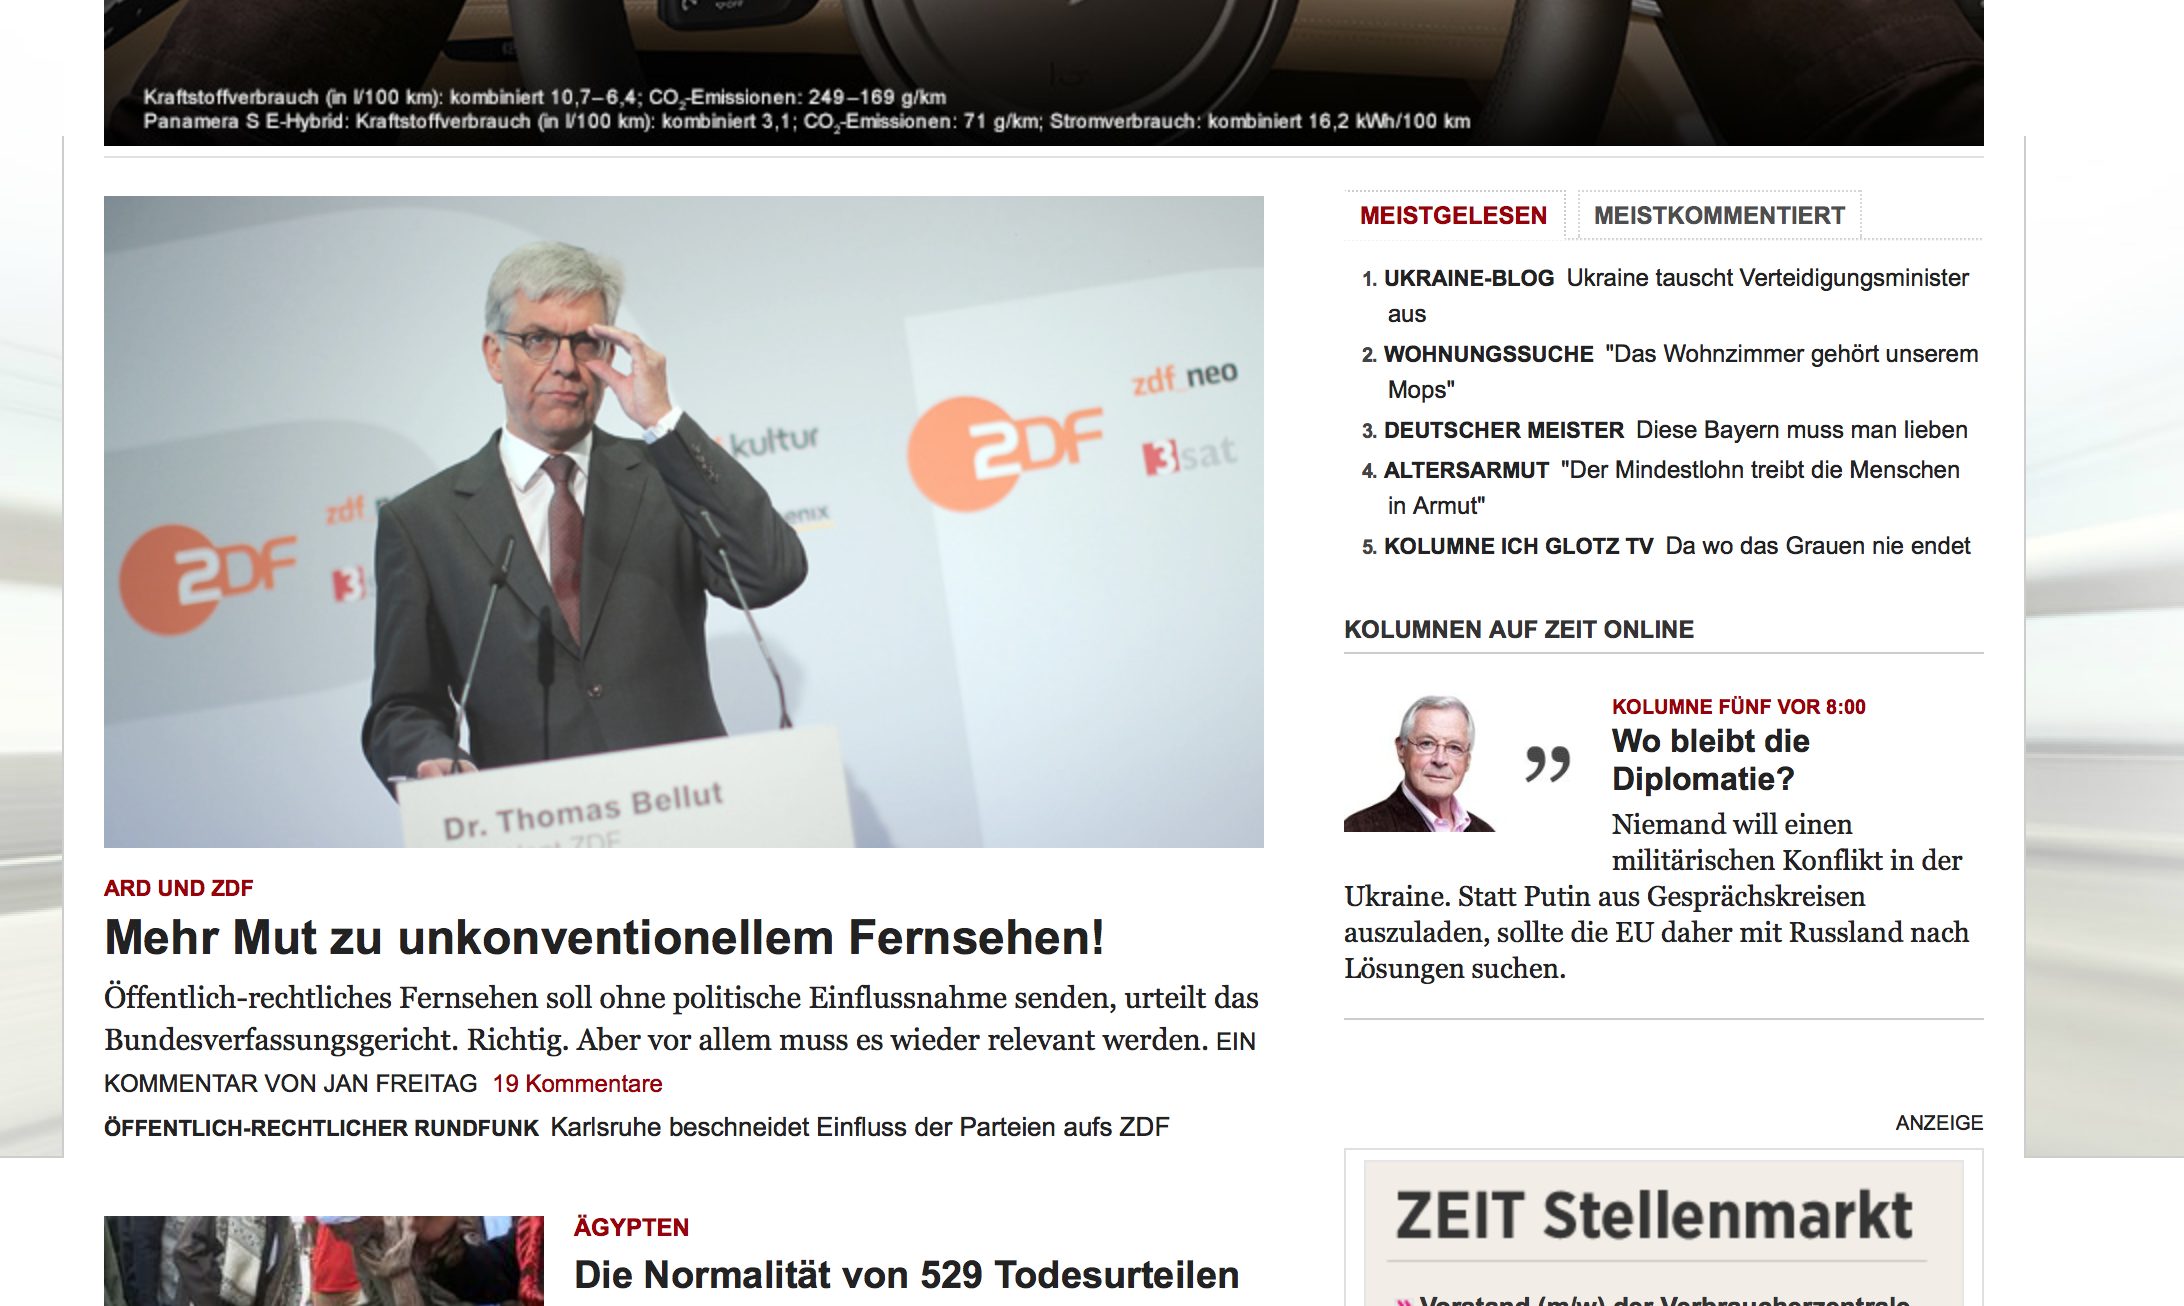 OFF
Kraftstoffverbrauch (in l/100 km): kombiniert 10,7–6,4; CO₂-Emissionen: 249–169 g/km
Panamera S E-Hybrid: Kraftstoffverbrauch (in l/100 km): kombiniert 3,1; CO₂-Emissionen: 71 g/km; Stromverbrauch: kombiniert 16,2 kWh/100 km
zdf_neo
kultur
ZDF
3sat
zdf
ZDF
3
Dr. Thomas Bellut
ZDF
ARD UND ZDF
Mehr Mut zu unkonventionellem Fernsehen!
Öffentlich-rechtliches Fernsehen soll ohne politische Einflussnahme senden, urteilt das
Bundesverfassungsgericht. Richtig. Aber vor allem muss es wieder relevant werden. EIN
KOMMENTAR VON JAN FREITAG 19 Kommentare
ÖFFENTLICH-RECHTLICHER RUNDFUNK Karlsruhe beschneidet Einfluss der Parteien aufs ZDF
ÄGYPTEN
Die Normalität von 529 Todesurteilen
MEISTGELESEN
MEISTKOMMENTIERT
1. UKRAINE-BLOG Ukraine tauscht Verteidigungsminister
aus
2. WOHNUNGSSUCHE "Das Wohnzimmer gehört unserem
Mops"
3. DEUTSCHER MEISTER Diese Bayern muss man lieben
4. ALTERSARMUT "Der Mindestlohn treibt die Menschen
in Armut"
5. KOLUMNE ICH GLOTZ TV Da wo das Grauen nie endet
KOLUMNEN AUF ZEIT ONLINE
”
KOLUMNE FÜNF VOR 8:00
Wo bleibt die
Diplomatie?
Niemand will einen
militärischen Konflikt in der
Ukraine. Statt Putin aus Gesprächskreisen
auszuladen, sollte die EU daher mit Russland nach
Lösungen suchen.
ANZEIGE
ZEIT Stellenmarkt
» Vorstand (m/w) der Verbraucherzentrale